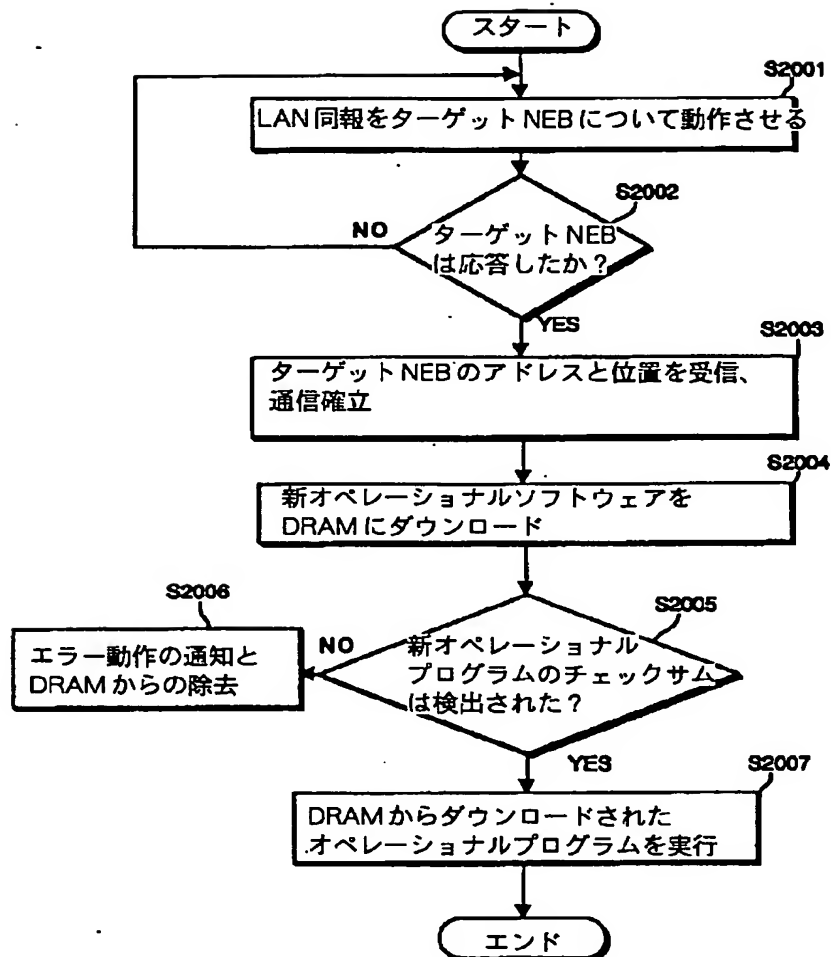 スタート
S2001
LAN同報をターゲットNEBについて動作させる
S2002
NO
ターゲットNEB
は応答したか？
YES
S2003
ターゲットNEBのアドレスと位置を受信、
通信確立
S2004
新オペレーショナルソフトウェアを
DRAMにダウンロード
S2006
エラー動作の通知と
DRAMからの除去
S2005
NO
新オペレーショナル
プログラムのチェックサム
は検出された？
YES
S2007
DRAMからダウンロードされた
オペレーショナルプログラムを実行
エンド